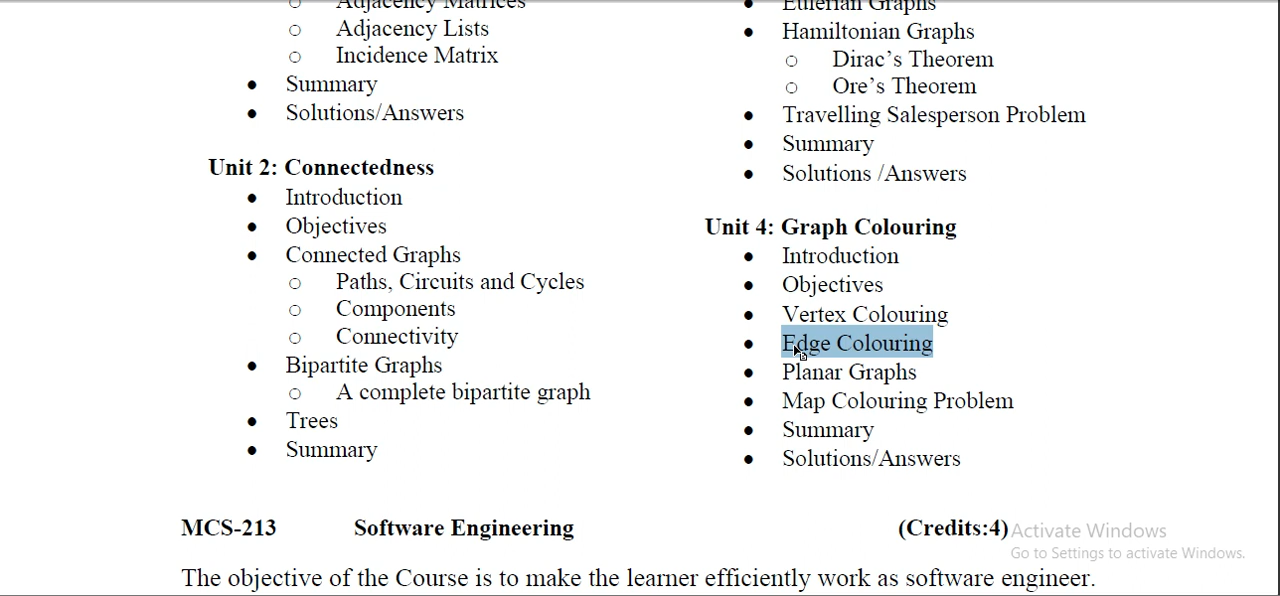 Adjacency Matrices
Adjacency Lists
Incidence Matrix
Summary
Solutions/Answers
Unit 2: Connectedness
Introduction
Objectives
Connected Graphs
Paths, Circuits and Cycles
Components
Connectivity
Bipartite Graphs
A complete bipartite graph
Trees
Summary
Eulerian Graphs
Hamiltonian Graphs
Dirac’s Theorem
Ore’s Theorem
Travelling Salesperson Problem
Summary
Solutions /Answers
Unit 4: Graph Colouring
Introduction
Objectives
Vertex Colouring
Edge Colouring
Planar Graphs
Map Colouring Problem
Summary
Solutions/Answers
MCS-213 Software Engineering (Credits:4)
The objective of the Course is to make the learner efficiently work as software engineer.
Activate Windows
Go to Settings to activate Windows.